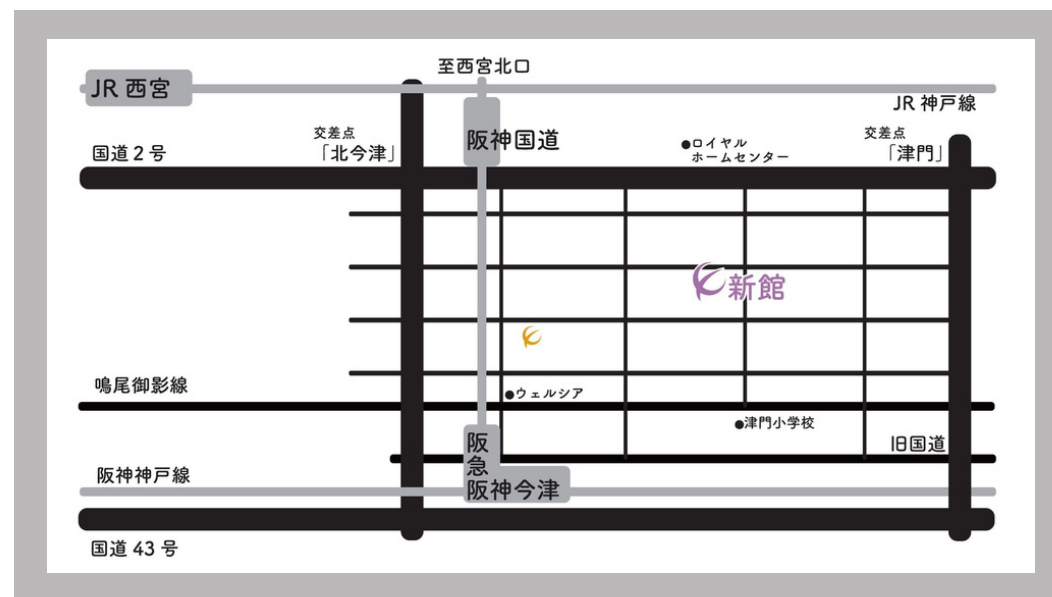 至西宮北口
JR 西宮
JR 神戸線
交差点
「北今津」
阪神国道
●ロイヤル
ホームセンター
交差点
「津門」
国道2号
新館
鳴尾御影線
●ウェルシア
●津門小学校
旧国道
阪急
阪神神戸線
阪神今津
国道 43 号